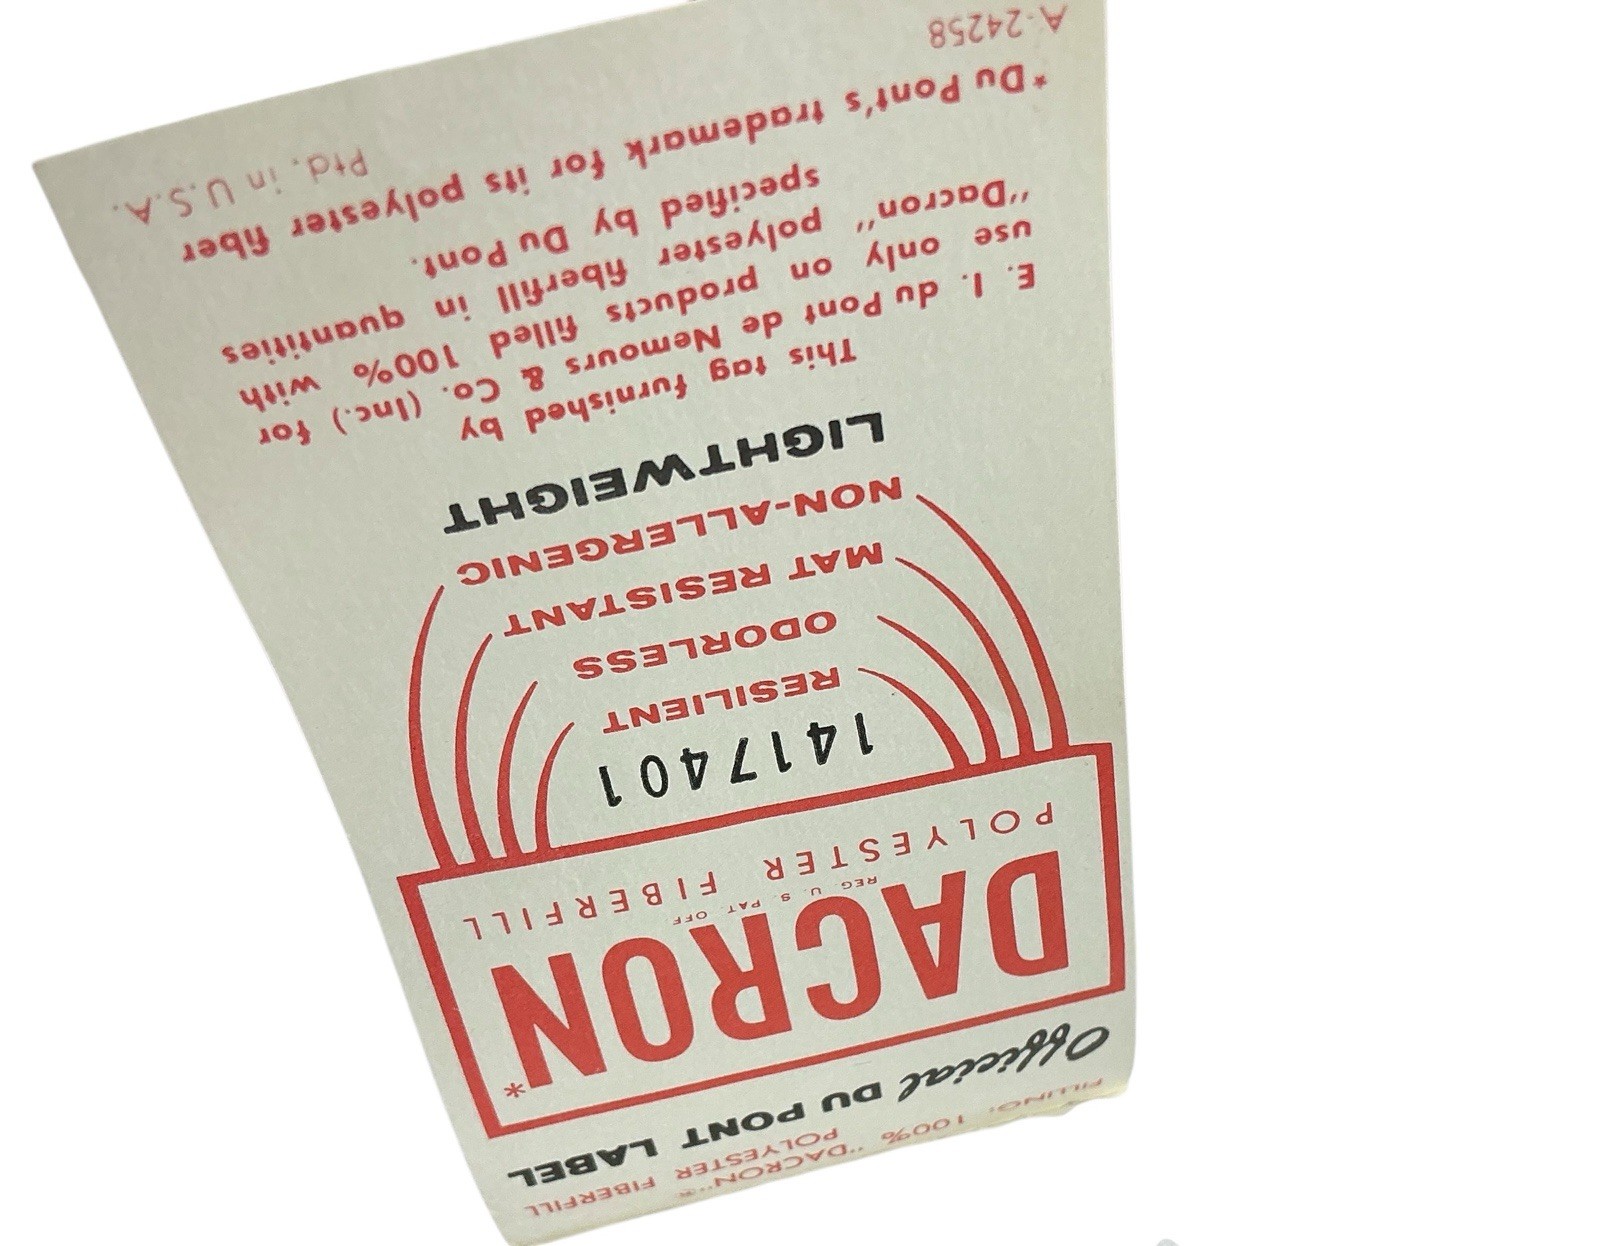 FILLING: 100% "DACRON"®
POLYESTER FIBERFILL
Official DU PONT LABEL
DACRON*
REG. U. S. PAT. OFF
POLYESTER FIBERFILL
1417401
RESILIENT
ODORLESS
MAT RESISTANT
NON-ALLERGENIC
LIGHTWEIGHT
This tag furnished by
E. I. du Pont de Nemours & Co. (Inc.) for
use only on products filled 100% with
"Dacron" polyester fiberfill in quantities
specified by Du Pont.
*Du Pont's trademark for its polyester fiber
A-24258 Ptd. in U.S.A.